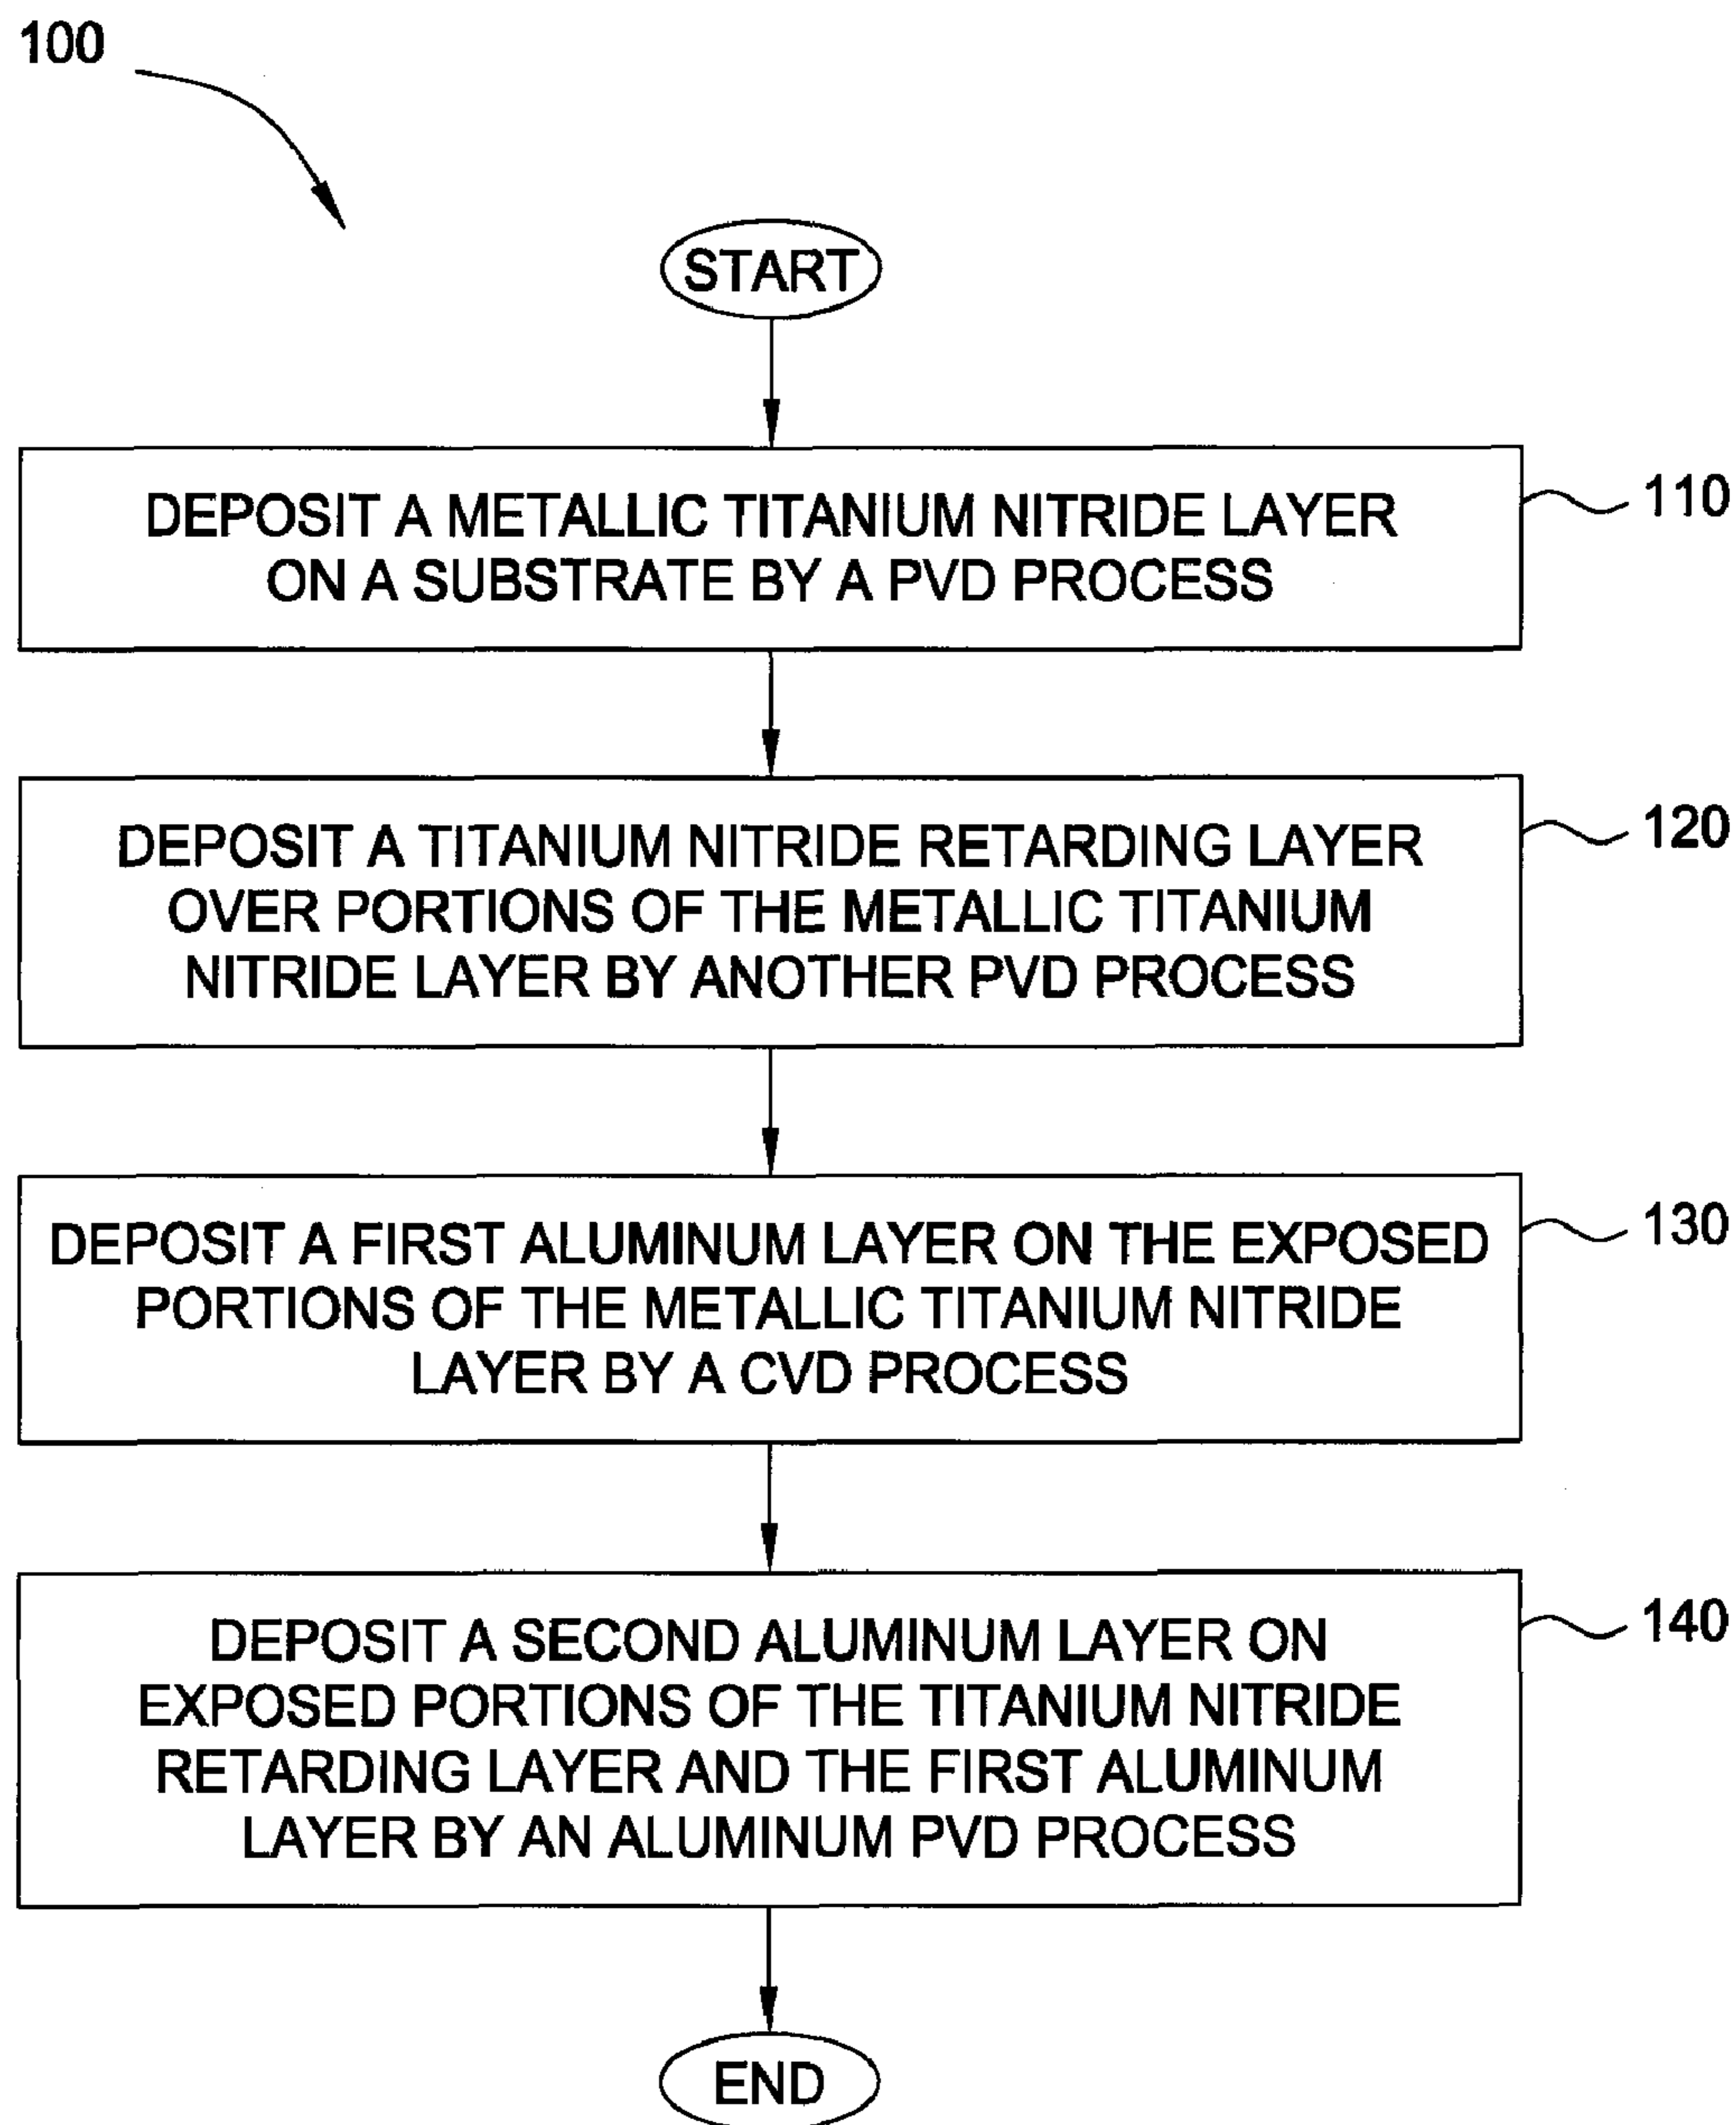 100
START
DEPOSIT A METALLIC TITANIUM NITRIDE LAYER
ON A SUBSTRATE BY A PVD PROCESS
110
DEPOSIT A TITANIUM NITRIDE RETARDING LAYER
OVER PORTIONS OF THE METALLIC TITANIUM
NITRIDE LAYER BY ANOTHER PVD PROCESS
120
DEPOSIT A FIRST ALUMINUM LAYER ON THE EXPOSED
PORTIONS OF THE METALLIC TITANIUM NITRIDE
LAYER BY A CVD PROCESS
130
DEPOSIT A SECOND ALUMINUM LAYER ON
EXPOSED PORTIONS OF THE TITANIUM NITRIDE
RETARDING LAYER AND THE FIRST ALUMINUM
LAYER BY AN ALUMINUM PVD PROCESS
140
END